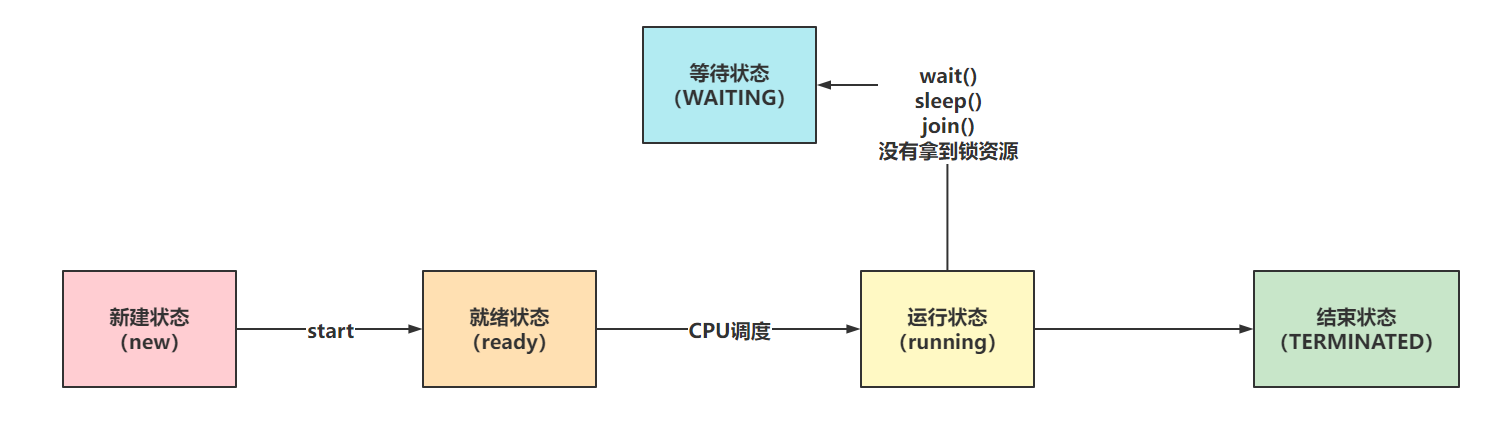 等待状态
（WAITING）
wait()
sleep()
join()
没有拿到锁资源
新建状态
（new）
start
就绪状态
（ready）
CPU调度
运行状态
（running）
结束状态
（TERMINATED）